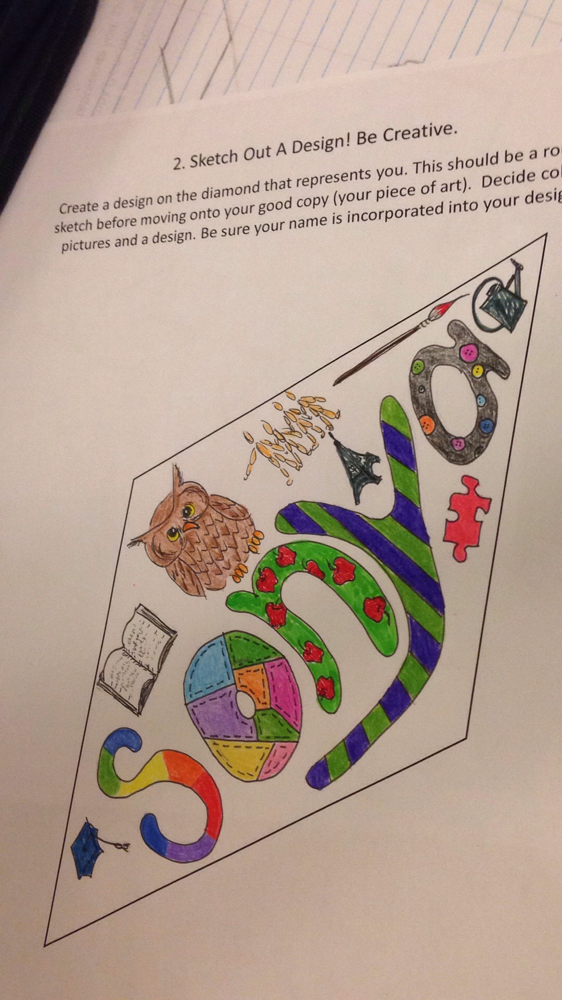 2. Sketch Out A Design! Be Creative.
Create a design on the diamond that represents you. This should be a
sketch before moving onto your good copy (your piece of art). Decide
pictures and a design. Be sure your name is incorporated into your
Sonya